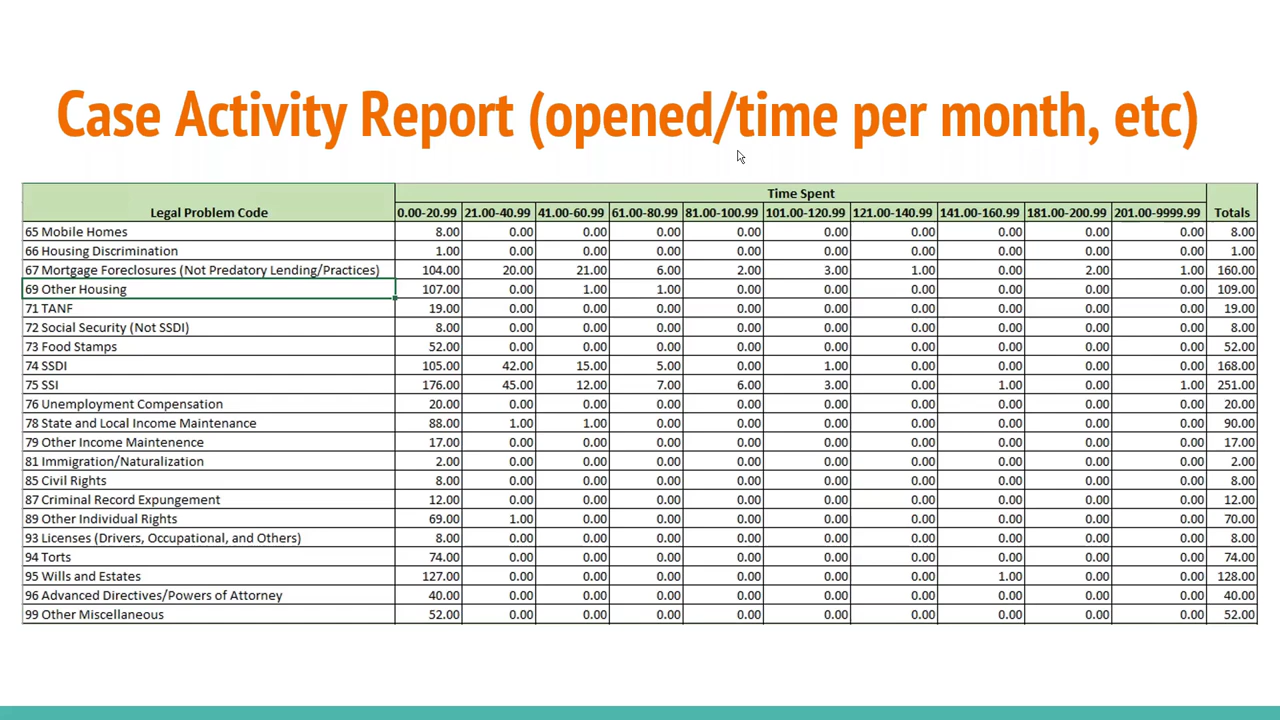 Case Activity Report (opened/time per month, etc)
Time Spent
Legal Problem Code 0.00-20.99 21.00-40.99 41.00-60.99 61.00-80.99 81.00-100.99 101.00-120.99 121.00-140.99 141.00-160.99 181.00-200.99 201.00-9999.99 Totals
65 Mobile Homes 8.00 0.00 0.00 0.00 0.00 0.00 0.00 0.00 0.00 0.00 8.00
66 Housing Discrimination 1.00 0.00 0.00 0.00 0.00 0.00 0.00 0.00 0.00 0.00 1.00
67 Mortgage Foreclosures (Not Predatory Lending/Practices) 104.00 20.00 21.00 6.00 2.00 3.00 1.00 0.00 2.00 1.00 160.00
69 Other Housing 107.00 0.00 1.00 1.00 0.00 0.00 0.00 0.00 0.00 0.00 109.00
71 TANF 19.00 0.00 0.00 0.00 0.00 0.00 0.00 0.00 0.00 0.00 19.00
72 Social Security (Not SSDI) 8.00 0.00 0.00 0.00 0.00 0.00 0.00 0.00 0.00 0.00 8.00
73 Food Stamps 52.00 0.00 0.00 0.00 0.00 0.00 0.00 0.00 0.00 0.00 52.00
74 SSDI 105.00 42.00 15.00 5.00 0.00 1.00 0.00 0.00 0.00 0.00 168.00
75 SSI 176.00 45.00 12.00 7.00 6.00 3.00 0.00 1.00 0.00 1.00 251.00
76 Unemployment Compensation 20.00 0.00 0.00 0.00 0.00 0.00 0.00 0.00 0.00 0.00 20.00
78 State and Local Income Maintenance 88.00 1.00 1.00 0.00 0.00 0.00 0.00 0.00 0.00 0.00 90.00
79 Other Income Maintenence 17.00 0.00 0.00 0.00 0.00 0.00 0.00 0.00 0.00 0.00 17.00
81 Immigration/Naturalization 2.00 0.00 0.00 0.00 0.00 0.00 0.00 0.00 0.00 0.00 2.00
85 Civil Rights 8.00 0.00 0.00 0.00 0.00 0.00 0.00 0.00 0.00 0.00 8.00
87 Criminal Record Expungement 12.00 0.00 0.00 0.00 0.00 0.00 0.00 0.00 0.00 0.00 12.00
89 Other Individual Rights 69.00 1.00 0.00 0.00 0.00 0.00 0.00 0.00 0.00 0.00 70.00
93 Licenses (Drivers, Occupational, and Others) 8.00 0.00 0.00 0.00 0.00 0.00 0.00 0.00 0.00 0.00 8.00
94 Torts 74.00 0.00 0.00 0.00 0.00 0.00 0.00 0.00 0.00 0.00 74.00
95 Wills and Estates 127.00 0.00 0.00 0.00 0.00 0.00 0.00 1.00 0.00 0.00 128.00
96 Advanced Directives/Powers of Attorney 40.00 0.00 0.00 0.00 0.00 0.00 0.00 0.00 0.00 0.00 40.00
99 Other Miscellaneous 52.00 0.00 0.00 0.00 0.00 0.00 0.00 0.00 0.00 0.00 52.00